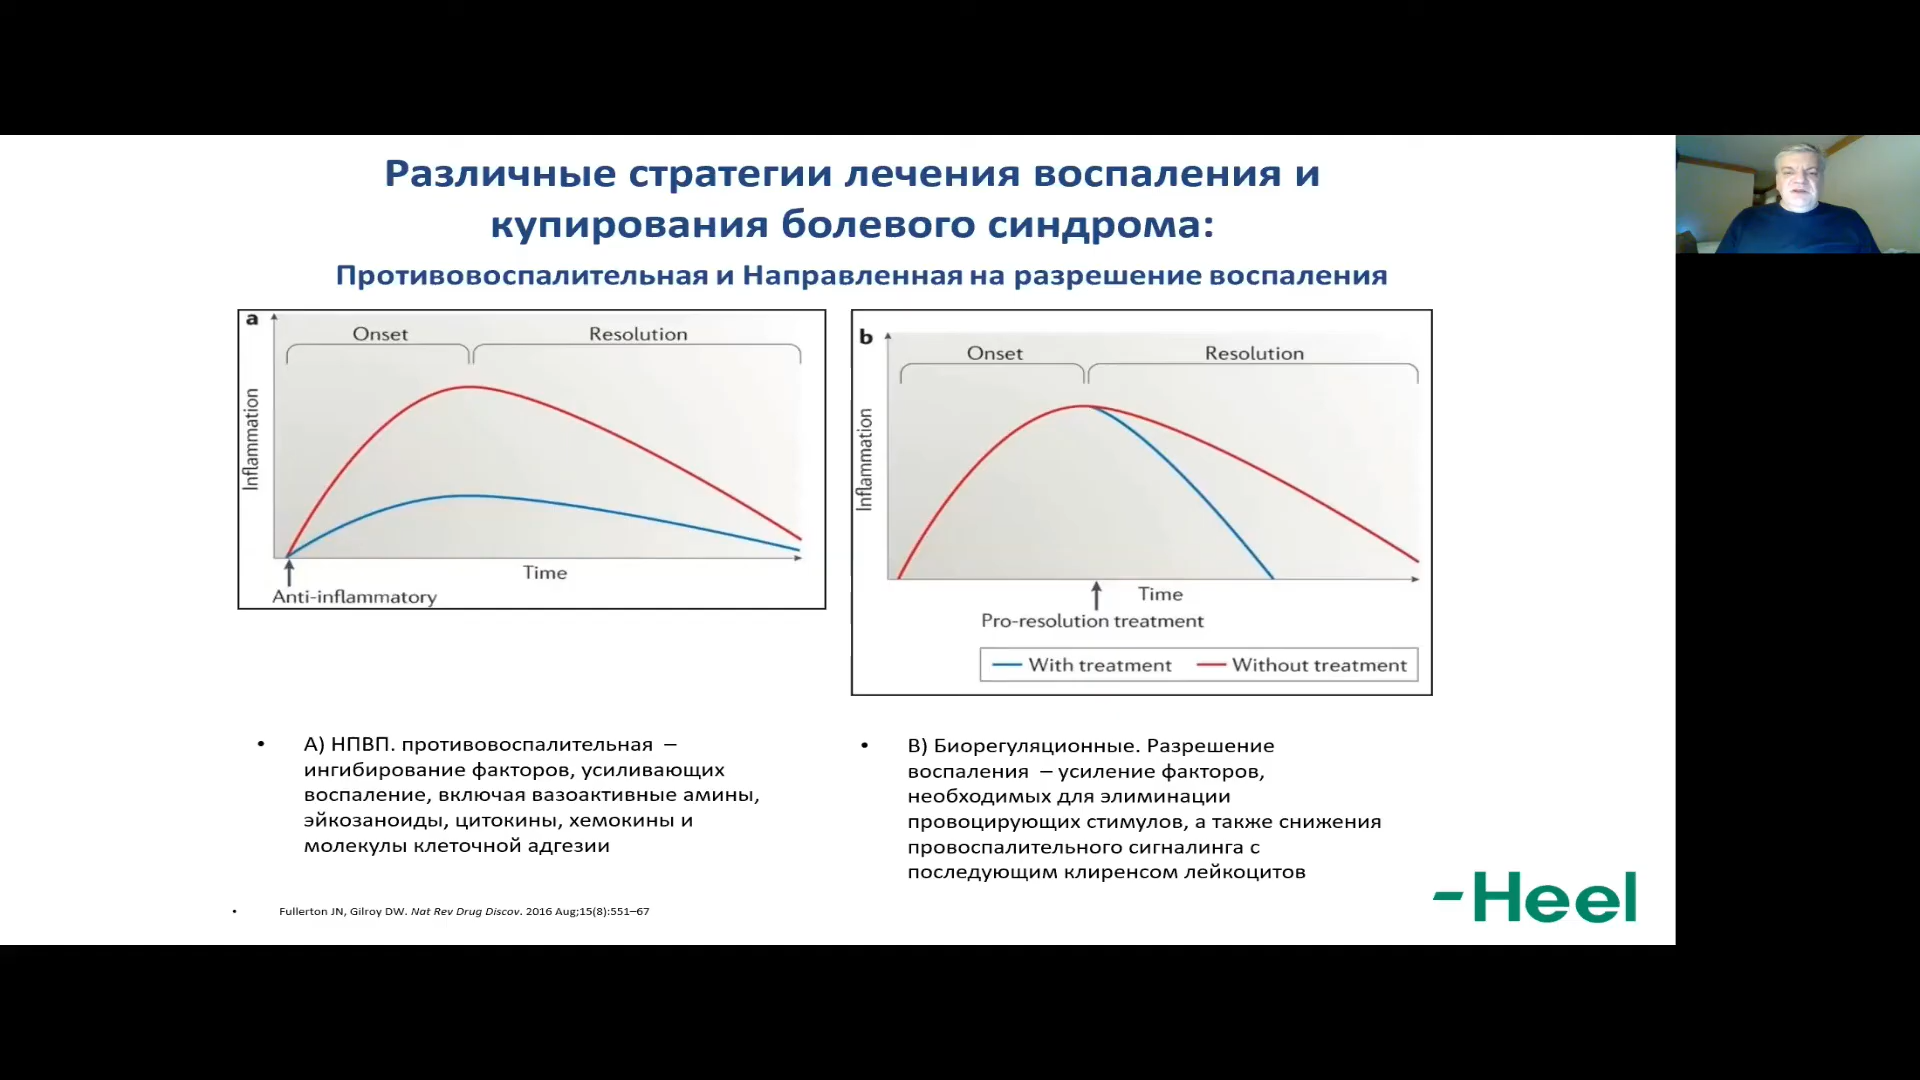 Различные стратегии лечения воспаления и
купирования болевого синдрома:
Противовоспалительная и Направленная на разрешение воспаления
a
Onset
Resolution
Inflammation
Time
Anti-inflammatory
b
Onset
Resolution
Inflammation
Time
Pro-resolution treatment
With treatment
Without treatment
• А) НПВП. противовоспалительная –
ингибирование факторов, усиливающих
воспаление, включая вазоактивные амины,
эйкозаноиды, цитокины, хемокины и
молекулы клеточной адгезии
• В) Биорегуляционные. Разрешение
воспаления – усиление факторов,
необходимых для элиминации
провоцирующих стимулов, а также снижения
провоспалительного сигналинга с
последующим клиренсом лейкоцитов
• Fullerton JN, Gilroy DW. Nat Rev Drug Discov. 2016 Aug;15(8):551–67
-Heel